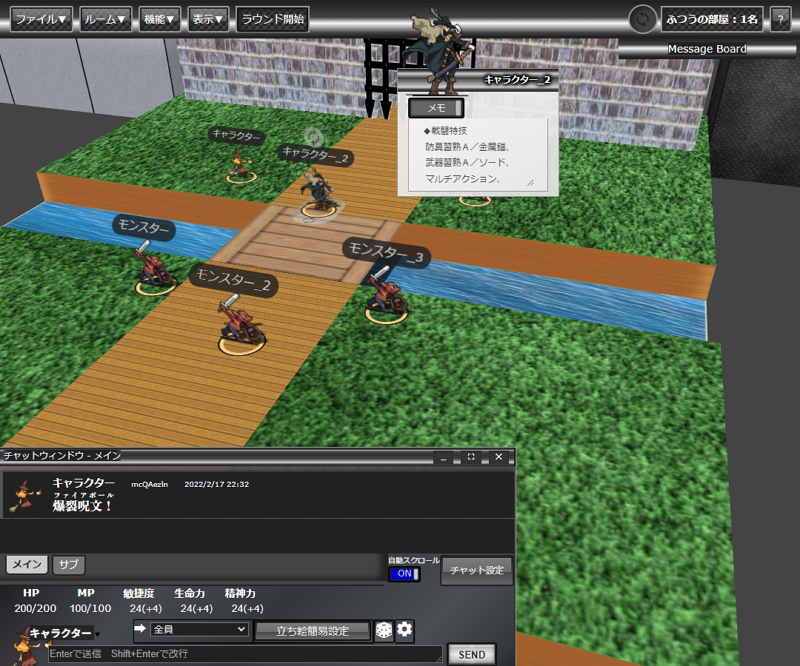 ファイル▼ ルーム▼ 機能▼ 表示▼ ラウンド開始 ふつうの部屋：1名 ?
Message Board
キャラクター_2
メモ
◆戦闘特技
防具習熟Ａ／金属鎧、
武器習熟Ａ／ソード、
マルチアクション、
キャラクター
キャラクター_2
モンスター
モンスター_3
モンスター_2
チャットウィンドウ - メイン
キャラクター mcQAezln 2022/2/17 22:32
ファイアボール
爆裂呪文！
メイン サブ 自動スクロール ON チャット設定
HP MP 敏捷度 生命力 精神力
200/200 100/100 24(+4) 24(+4) 24(+4)
キャラクター▼ 全員 立ち絵簡易設定
Enterで送信　Shift+Enterで改行 SEND